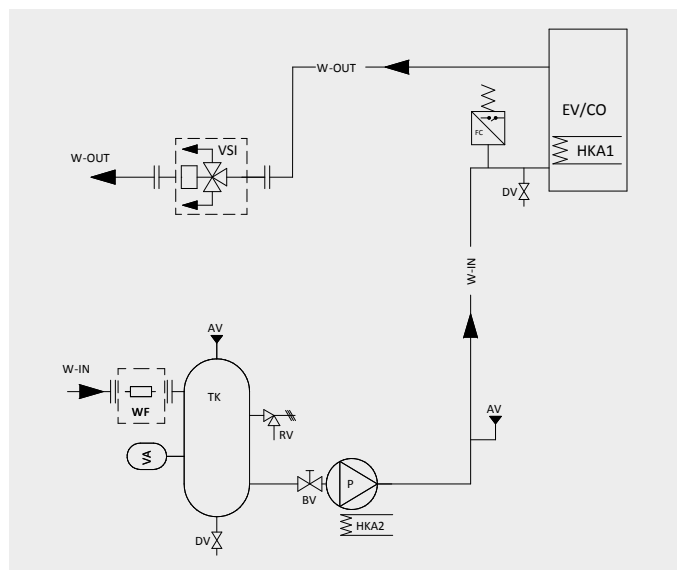 W-OUT
EV/CO
FC
HKA1
VSI
W-OUT
DV
W-IN
AV
W-IN
TK
WF
AV
RV
VA
P
BV
HKA2
DV